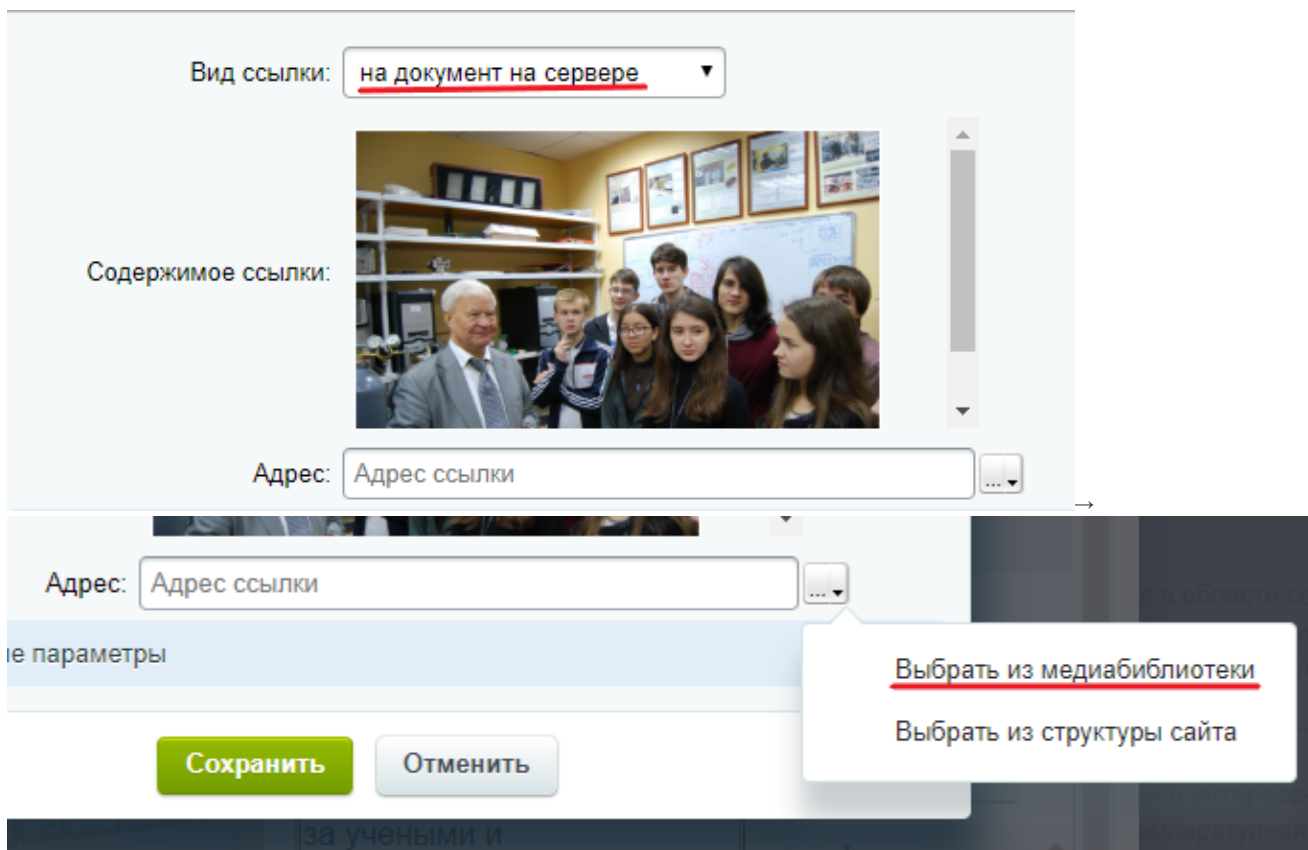 Вид ссылки: на документ на сервере
Содержимое ссылки:
Адрес: Адрес ссылки ...
→
Адрес: Адрес ссылки ...
параметры
Выбрать из медиабиблиотеки
Выбрать из структуры сайта
Сохранить Отменить
за учеными и